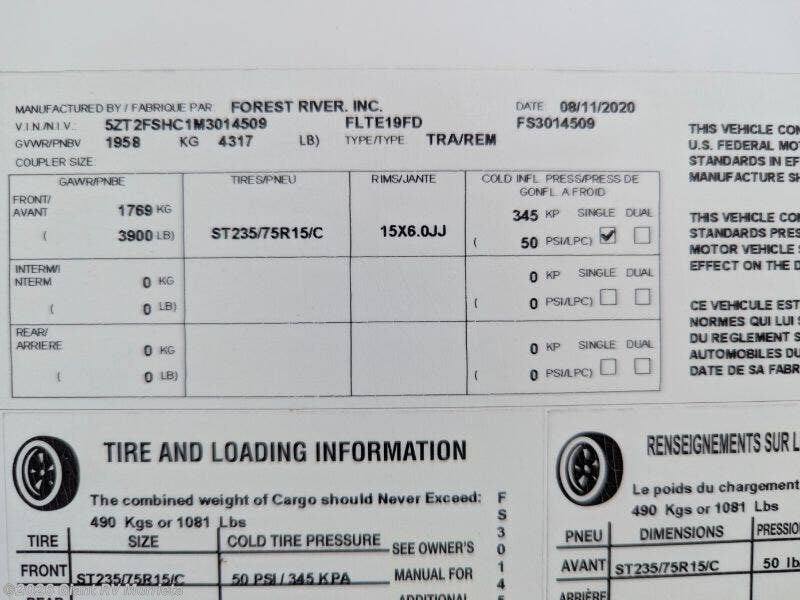 MANUFACTURED BY / FABRIQUE PAR: FOREST RIVER, INC. DATE 08/11/2020
V.I.N./N.I.V.: 5ZT2FSHC1M3014509 FLTE19FD FS3014509
GVWR/PNBV 1958 KG 4317 LB) TYPE/TYPE: TRA/REM
COUPLER SIZE:
GAWR/PNBE TIRES/PNEU RIMS/JANTE COLD INFL. PRESS/PRESS DE
GONFL. A FROID
FRONT/
AVANT 1769 KG 345 KP SINGLE DUAL
( 3900 LB) ST235/75R15/C 15X6.0JJ ( 50 PSI/LPC)
INTERM/I
NTERM 0 KG 0 KP SINGLE DUAL
( 0 LB) ( 0 PSI/LPC)
REAR/
ARRIERE 0 KG 0 KP SINGLE DUAL
( 0 LB) ( 0 PSI/LPC)
THIS VEHICLE CON
U.S. FEDERAL MOT
STANDARDS IN EF
MANUFACTURE SH
THIS VEHICLE CO
STANDARDS PRES
MOTOR VEHICLE S
EFFECT ON THE D
CE VEHICULE EST
NORMES QUI LUI S
DU REGLEMENT S
AUTOMOBILES DU
DATE DE SA FABR
TIRE AND LOADING INFORMATION
The combined weight of Cargo should Never Exceed:
490 Kgs or 1081 Lbs
TIRE SIZE COLD TIRE PRESSURE SEE OWNER'S
FRONT ST235/75R15/C 50 PSI / 345 KPA MANUAL FOR
REAR ADDITIONAL
FS30145
RENSEIGNEMENTS SUR L
Le poids du chargement
490 Kgs or 1081 Lbs
PNEU DIMENSIONS PRESSION
AVANT ST235/75R15/C 50 lb
ARRIÈRE